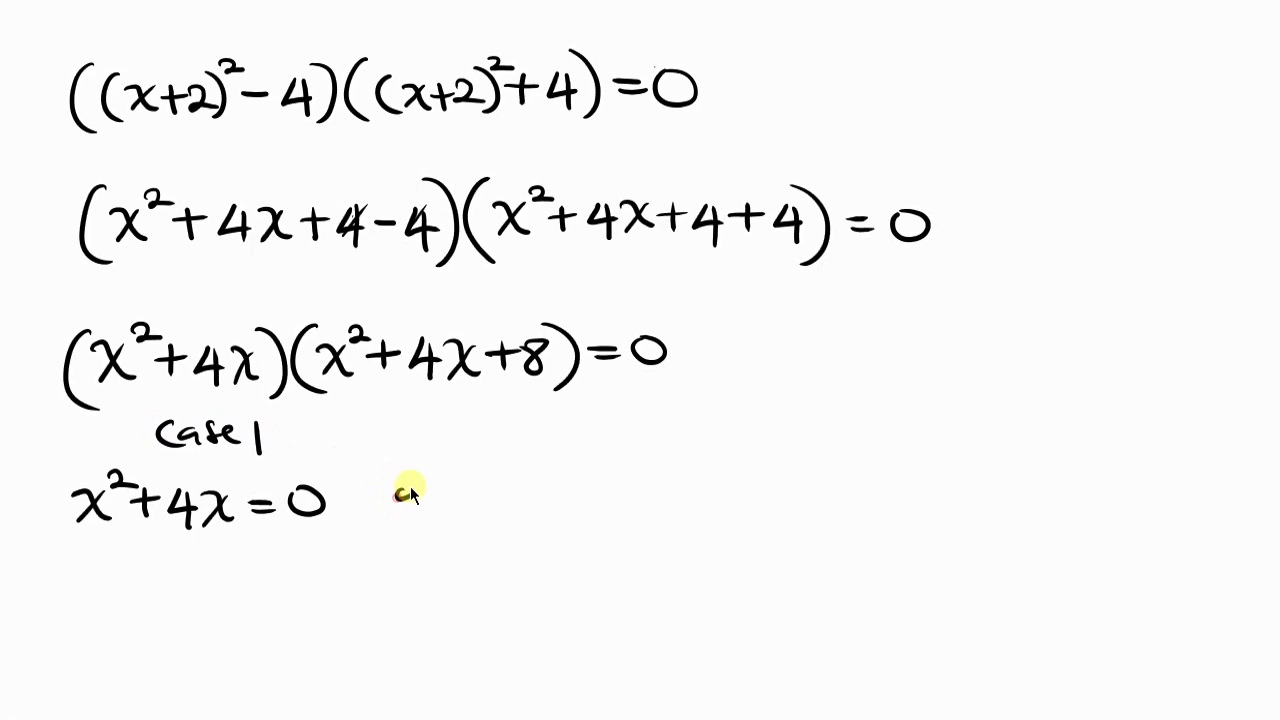 ((x+2)²-4)((x+2)²+4)=0
(x²+4x+4-4)(x²+4x+4+4)=0
(x²+4x)(x²+4x+8)=0
Case 1
x²+4x=0